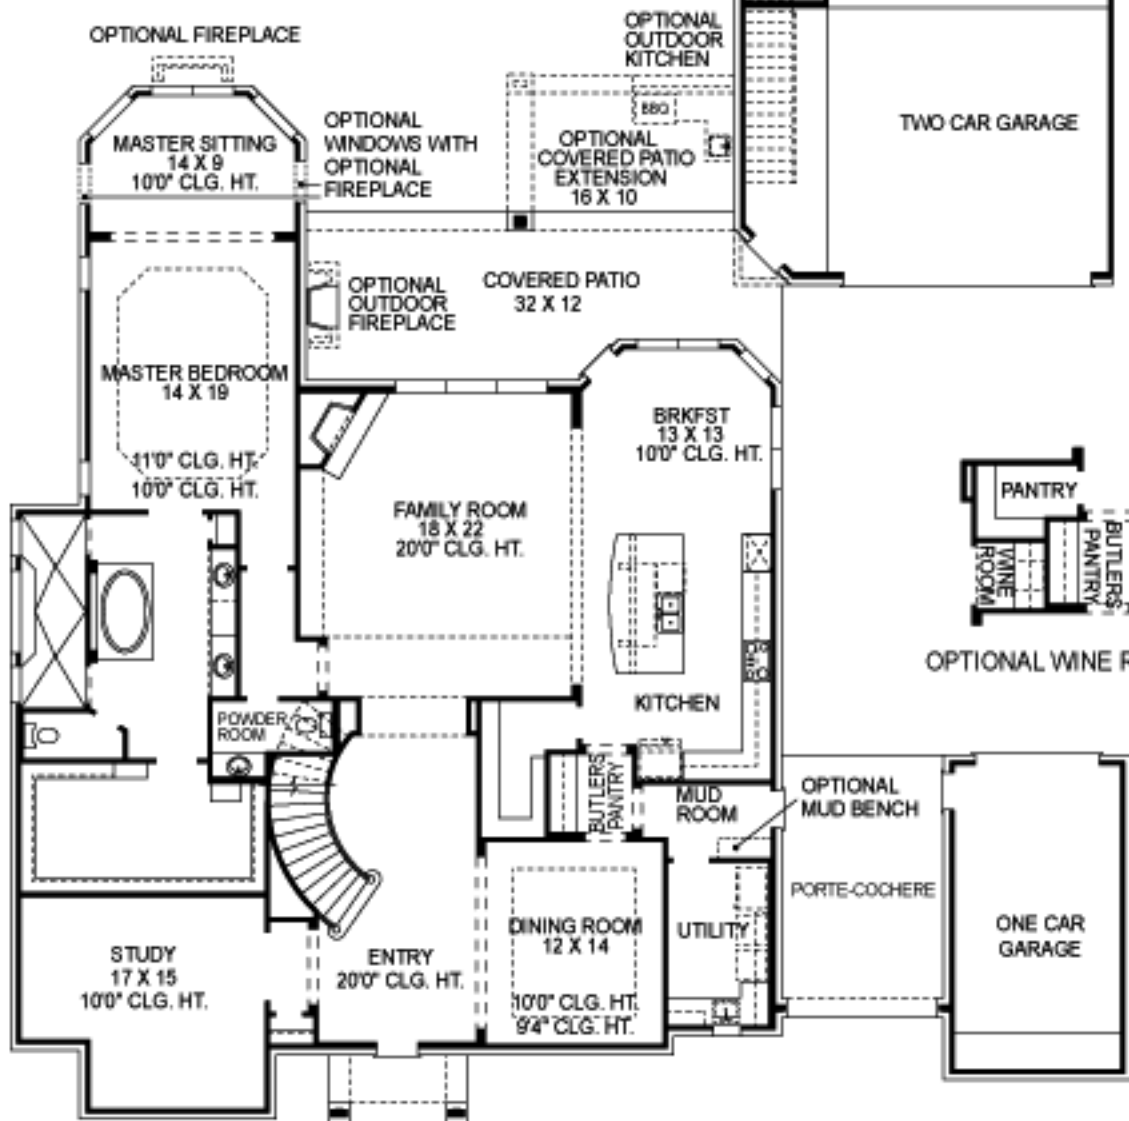 OPTIONAL FIREPLACE
OPTIONAL
OUTDOOR
KITCHEN
BBQ
TWO CAR GARAGE
MASTER SITTING
14 X 9
10'0" CLG. HT.
OPTIONAL
WINDOWS WITH
OPTIONAL
FIREPLACE
OPTIONAL
COVERED PATIO
EXTENSION
16 X 10
OPTIONAL
OUTDOOR
FIREPLACE
COVERED PATIO
32 X 12
MASTER BEDROOM
14 X 19
11'0" CLG. HT.
10'0" CLG. HT.
BRKFST
13 X 13
10'0" CLG. HT.
FAMILY ROOM
18 X 22
20'0" CLG. HT.
PANTRY
WINE
ROOM
BUTLERS
PANTRY
OPTIONAL WINE R
KITCHEN
POWDER
ROOM
BUTLERS
PANTRY
MUD
ROOM
OPTIONAL
MUD BENCH
PORTE-COCHERE
ONE CAR
GARAGE
STUDY
17 X 15
10'0" CLG. HT.
ENTRY
20'0" CLG. HT.
DINING ROOM
12 X 14
10'0" CLG. HT.
9'4" CLG. HT.
UTILITY